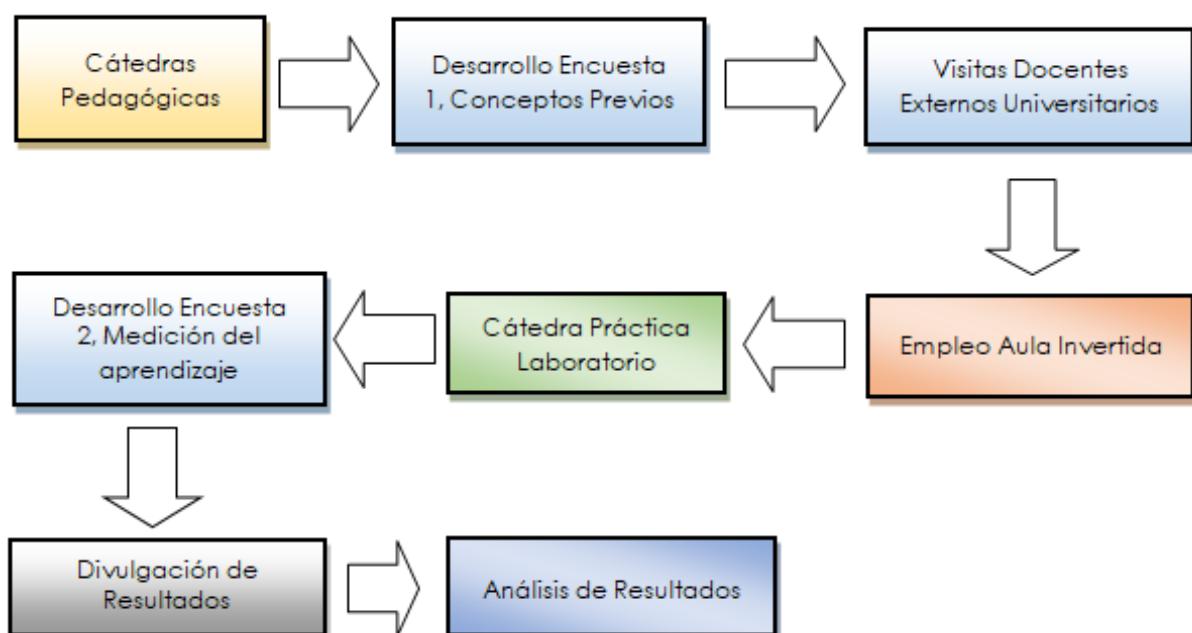 Cátedras
Pedagógicas
Desarrollo Encuesta
1, Conceptos Previos
Visitas Docentes
Externos Universitarios
Empleo Aula Invertida
Cátedra Práctica
Laboratorio
Desarrollo Encuesta
2, Medición del
aprendizaje
Divulgación de
Resultados
Análisis de Resultados